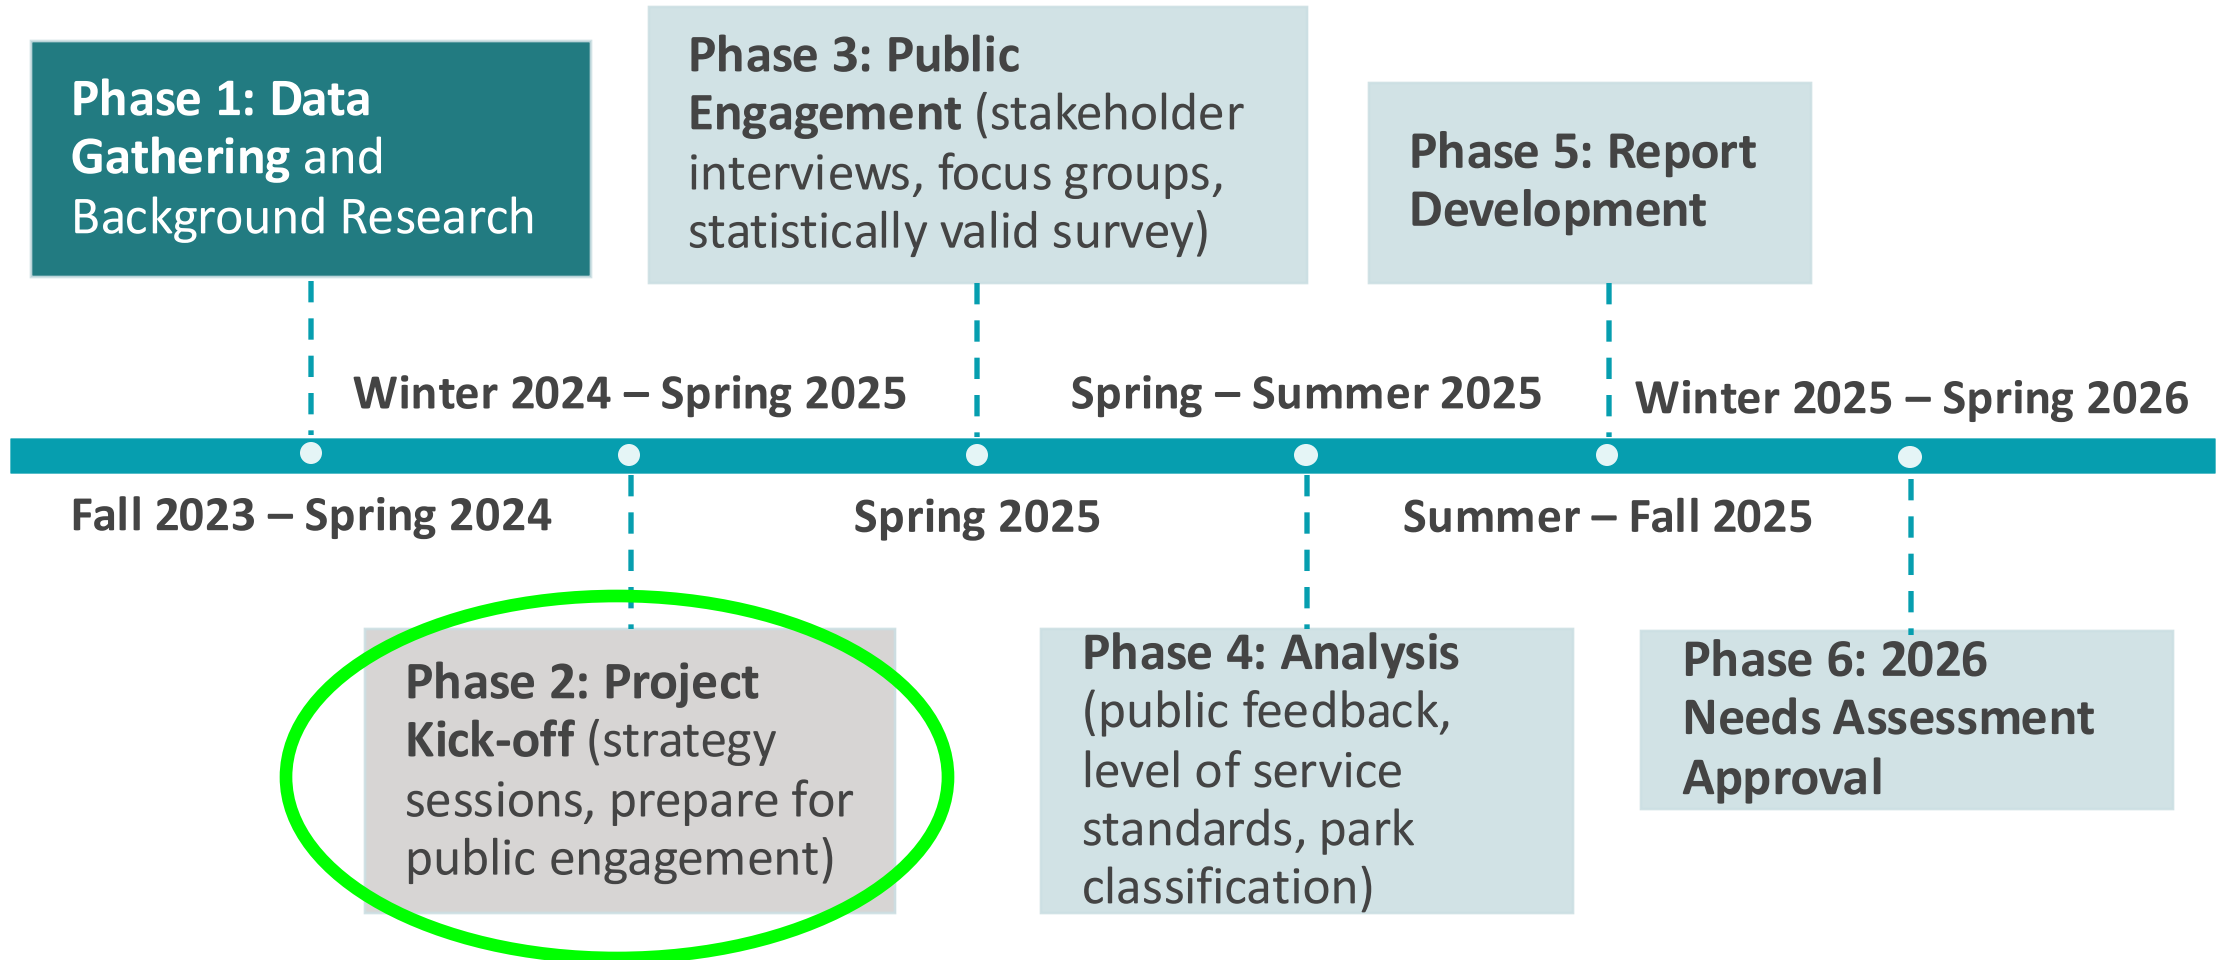 Phase 1: Data
Gathering and
Background Research
Phase 3: Public
Engagement (stakeholder
interviews, focus groups,
statistically valid survey)
Phase 5: Report
Development
Winter 2024 – Spring 2025
Spring – Summer 2025
Winter 2025 – Spring 2026
Fall 2023 – Spring 2024
Spring 2025
Summer – Fall 2025
Phase 2: Project
Kick-off (strategy
sessions, prepare for
public engagement)
Phase 4: Analysis
(public feedback,
level of service
standards, park
classification)
Phase 6: 2026
Needs Assessment
Approval